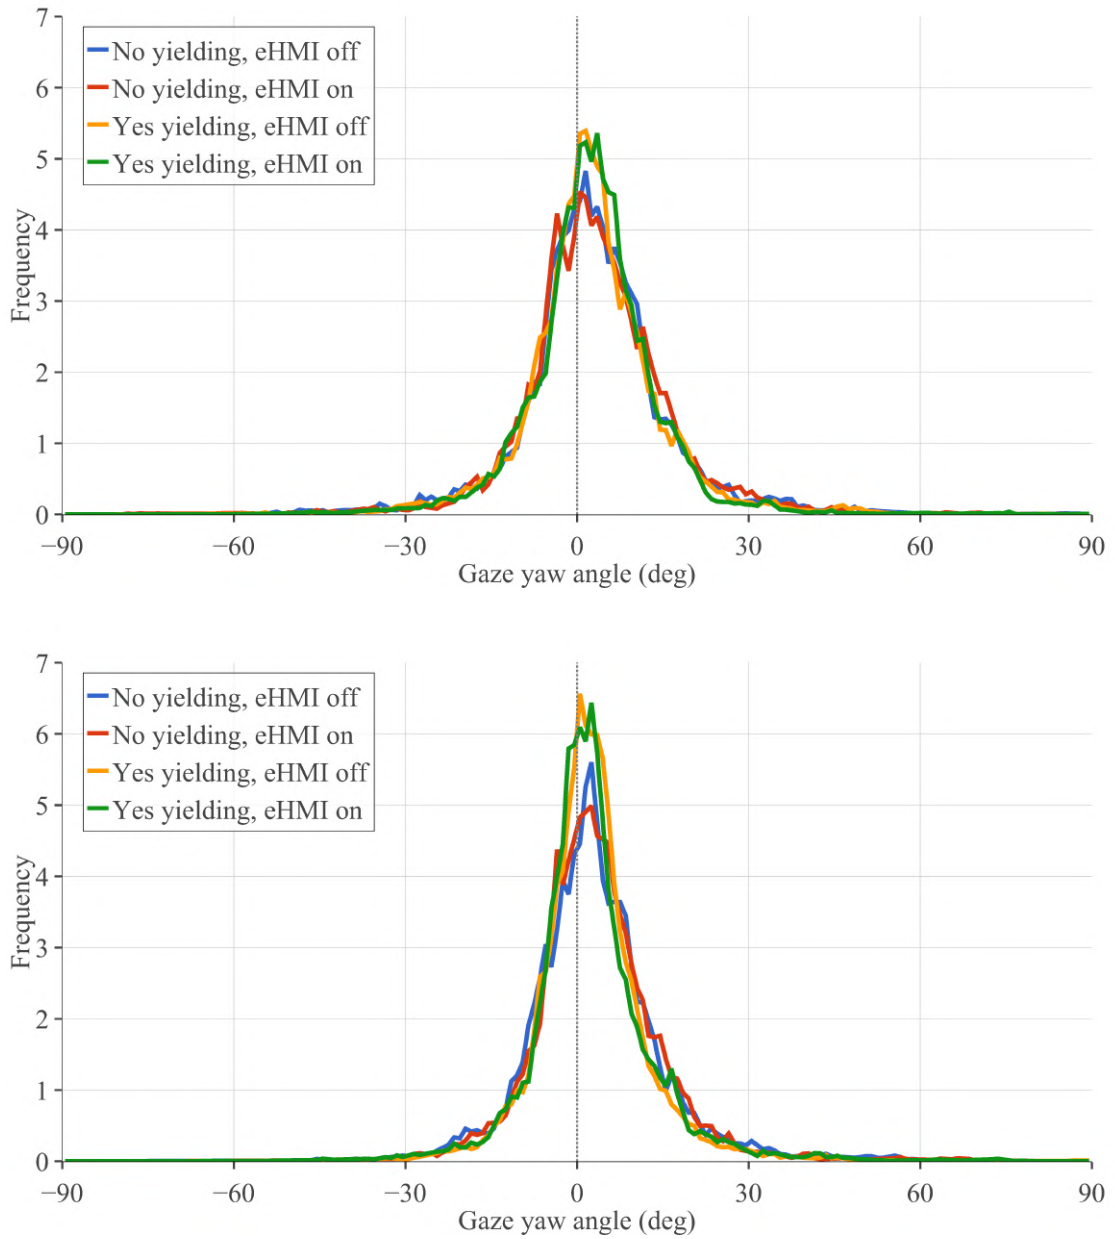 7
No yielding, eHMI off
6
No yielding, eHMI on
Yes yielding, eHMI off
5
Yes yielding, eHMI on
4
Frequency
3
2
1
0
−90 −60 −30 0 30 60 90
Gaze yaw angle (deg)
7
No yielding, eHMI off
6
No yielding, eHMI on
Yes yielding, eHMI off
5
Yes yielding, eHMI on
4
Frequency
3
2
1
0
−90 −60 −30 0 30 60 90
Gaze yaw angle (deg)